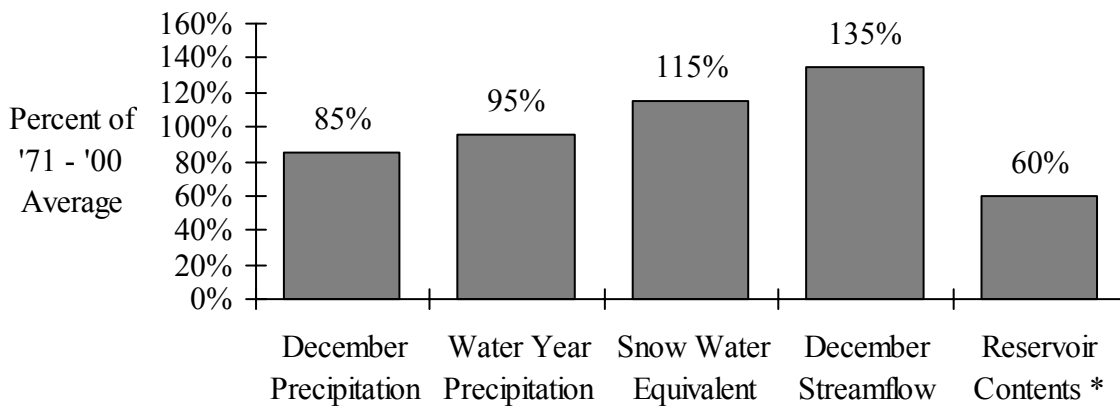 160%
140%
120%
100%
80%
60%
40%
20%
0%
Percent of
'71 - '00
Average
85%
95%
115%
135%
60%
December
Precipitation
Water Year
Precipitation
Snow Water
Equivalent
December
Streamflow
Reservoir
Contents *